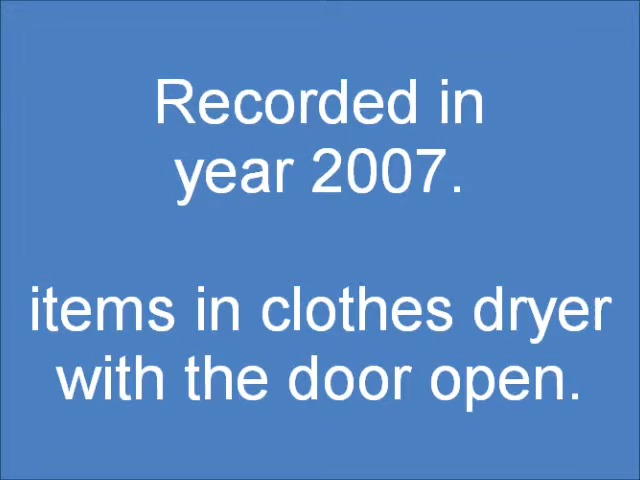 Recorded in
year 2007.
items in clothes dryer
with the door open.